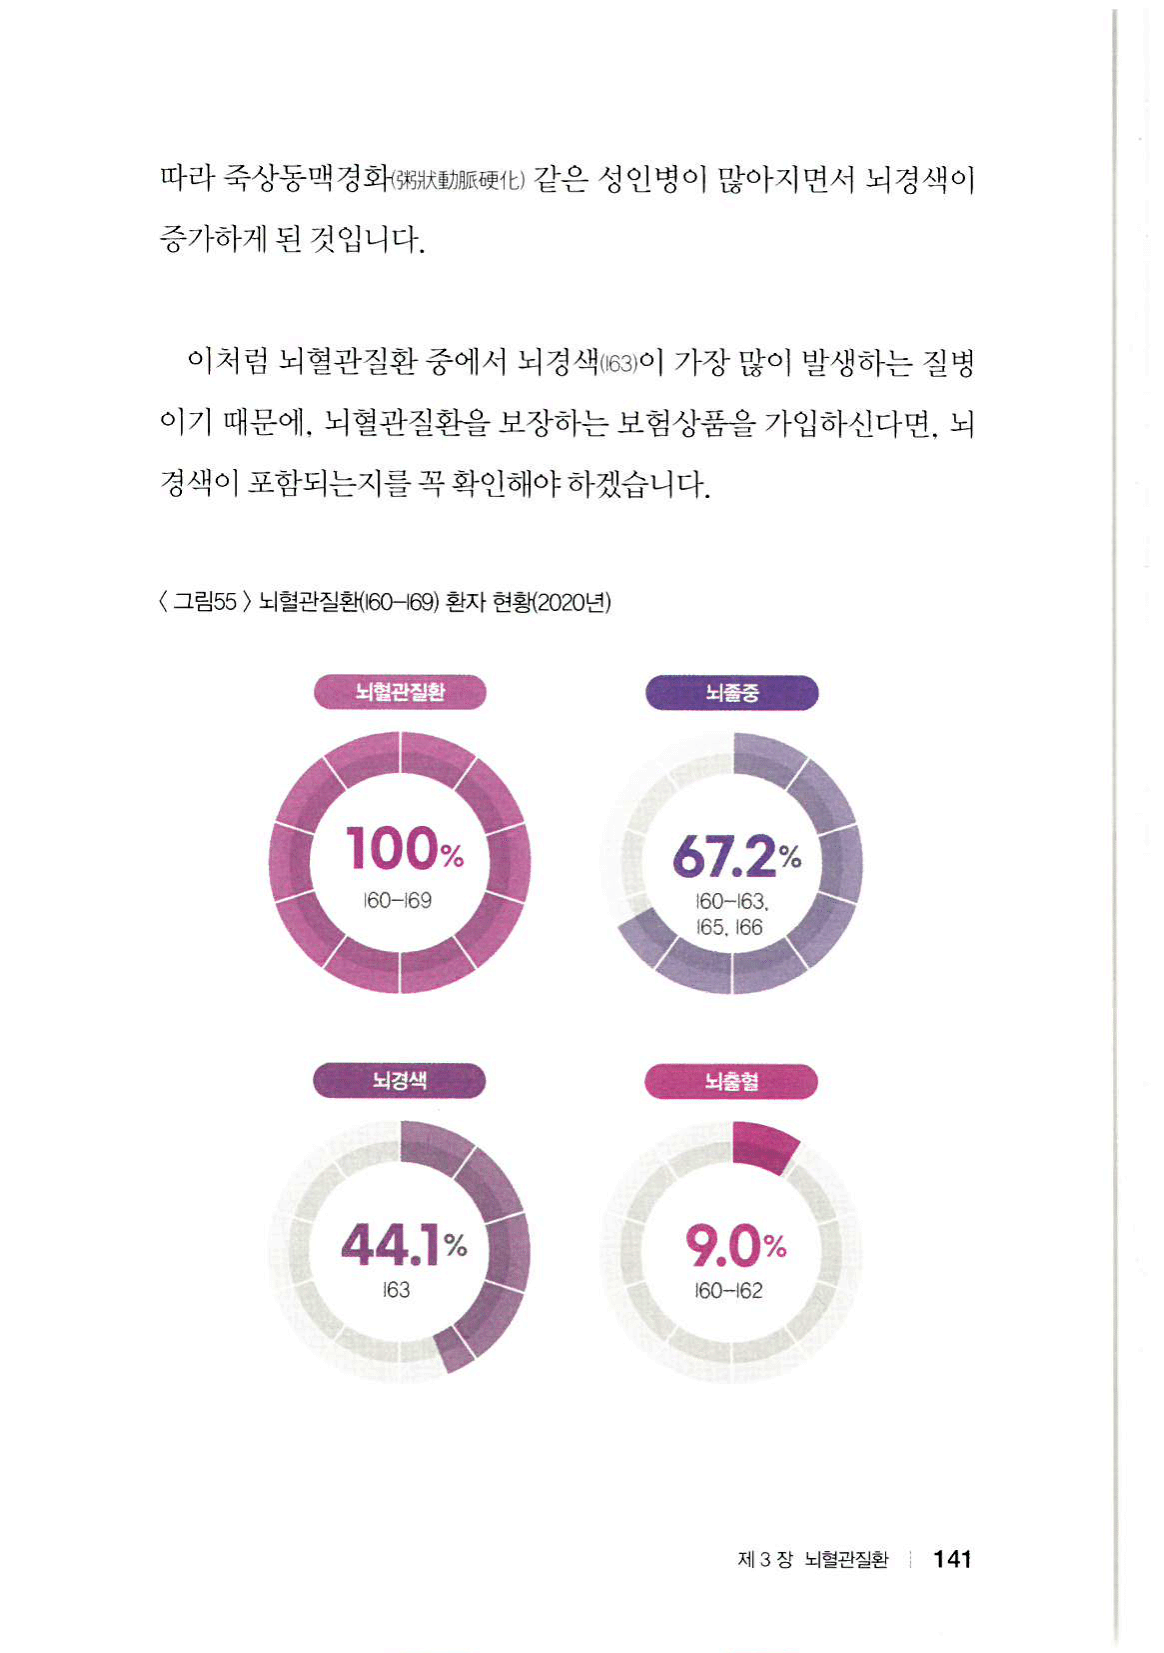 따라 죽상동맥경화(粥狀動脈硬化) 같은 성인병이 많아지면서 뇌경색이
증가하게 된 것입니다.
이처럼 뇌혈관질환 중에서 뇌경색(I63)이 가장 많이 발생하는 질병
이기 때문에, 뇌혈관질환을 보장하는 보험상품을 가입하신다면, 뇌
경색이 포함되는지를 꼭 확인해야 하겠습니다.
〈 그림55 〉 뇌혈관질환(I60-I69) 환자 현황(2020년)
뇌혈관질환
100%
I60-I69
뇌졸중
67.2%
I60-I63,
I65, I66
뇌경색
44.1%
I63
뇌출혈
9.0%
I60-I62
제 3 장 뇌혈관질환 | 141